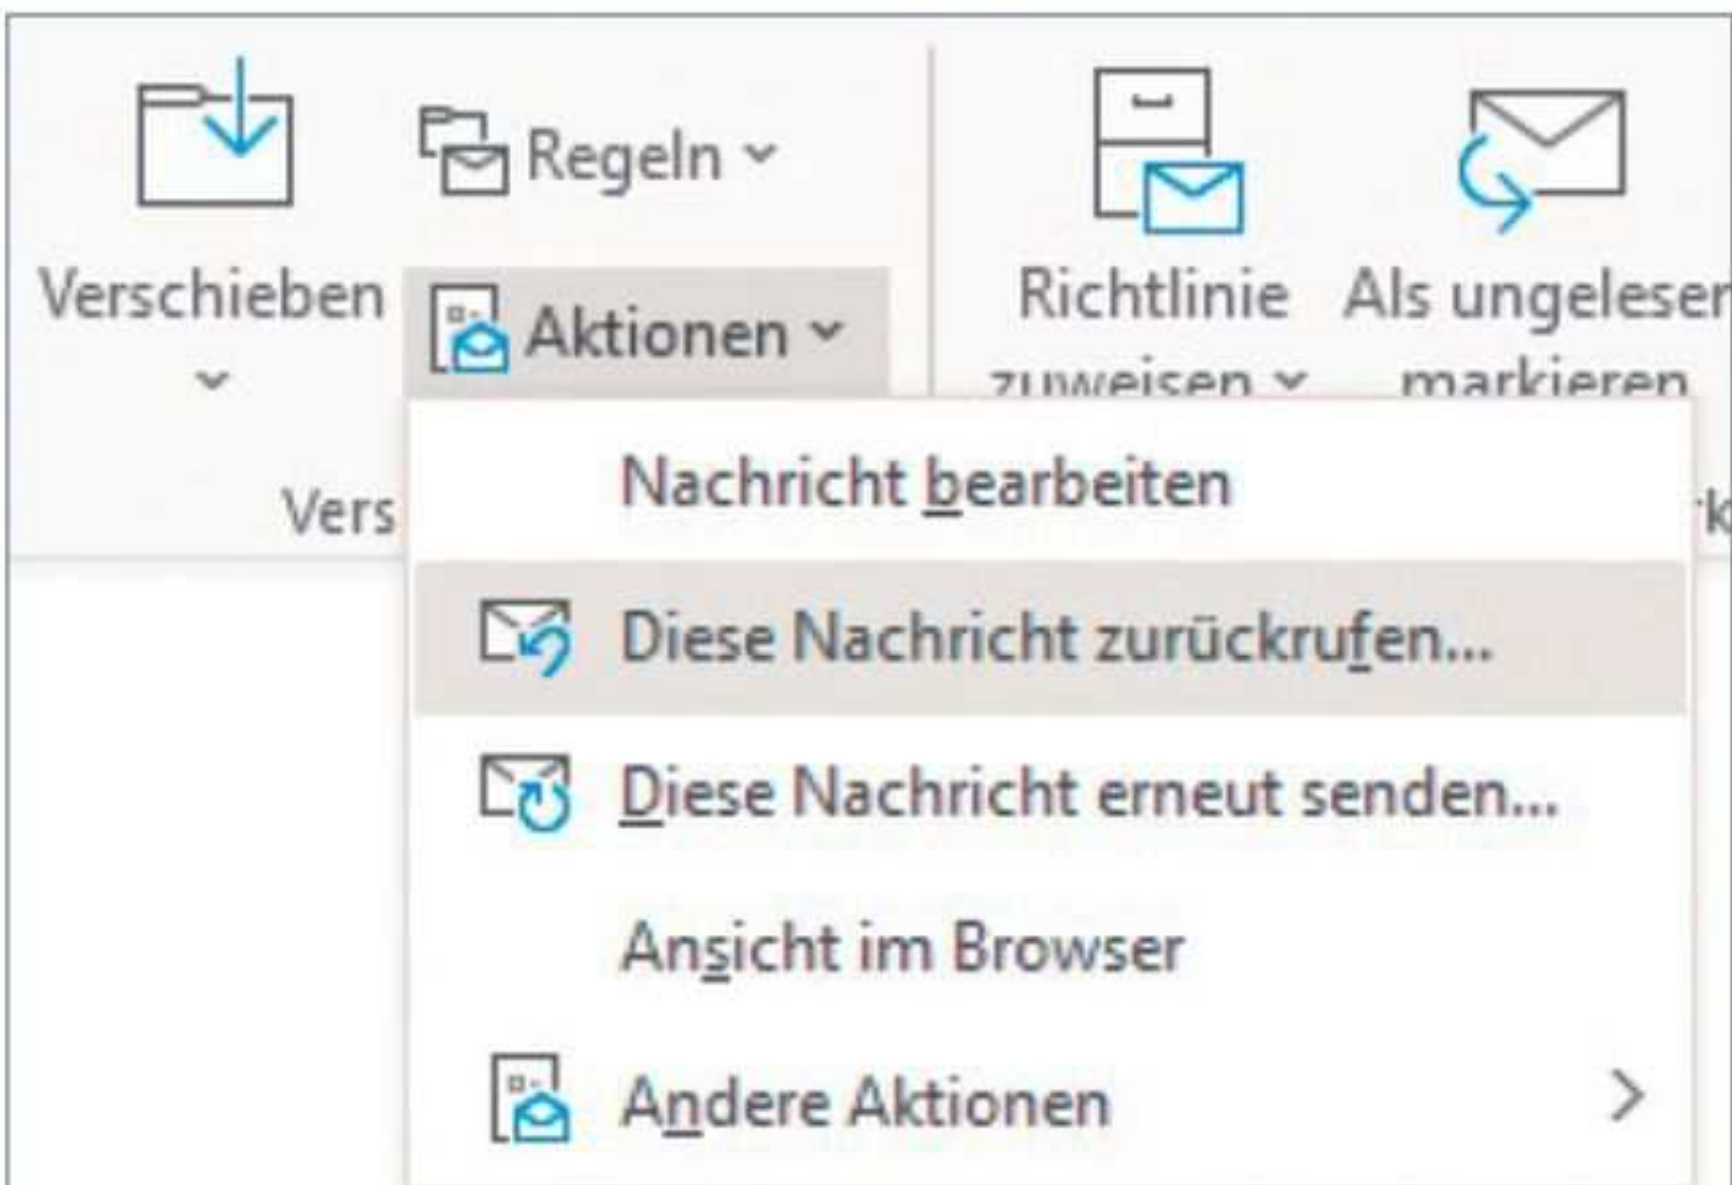 Regeln
Verschieben
Aktionen
Richtlinie
zuweisen
Als ungelesen
markieren
Vers
Nachricht bearbeiten
Diese Nachricht zurückrufen...
Diese Nachricht erneut senden...
Ansicht im Browser
Andere Aktionen